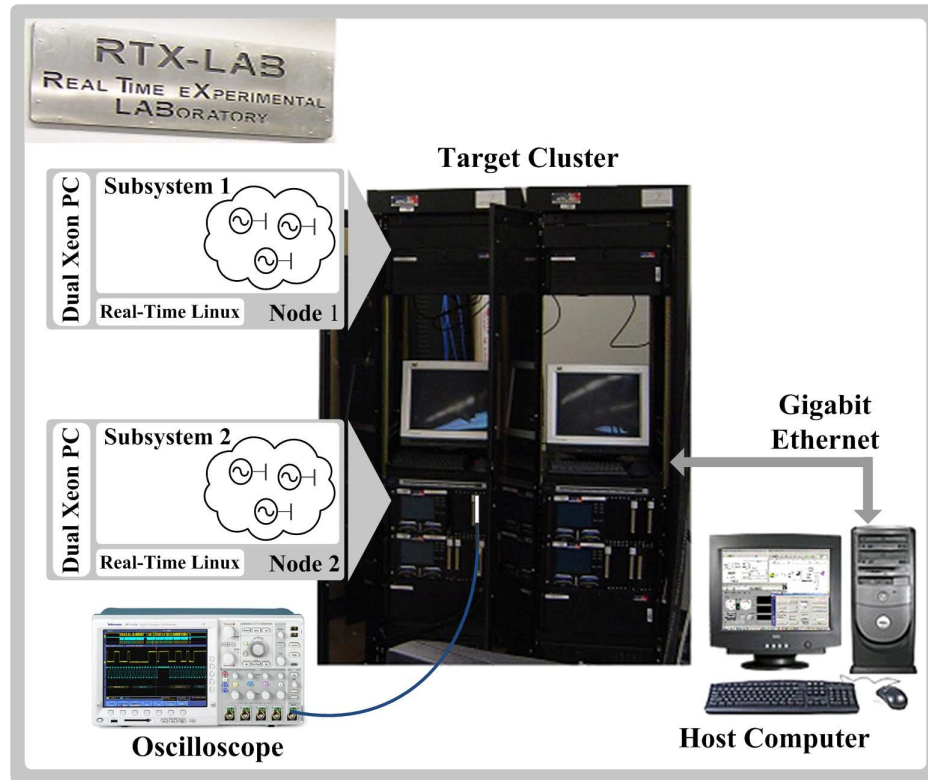 RTX-LAB
REAL TIME EXPERIMENTAL
LABORATORY
Target Cluster
Dual Xeon PC
Subsystem 1
Real-Time Linux
Node 1
Gigabit
Ethernet
Dual Xeon PC
Subsystem 2
Real-Time Linux
Node 2
Oscilloscope
Host Computer